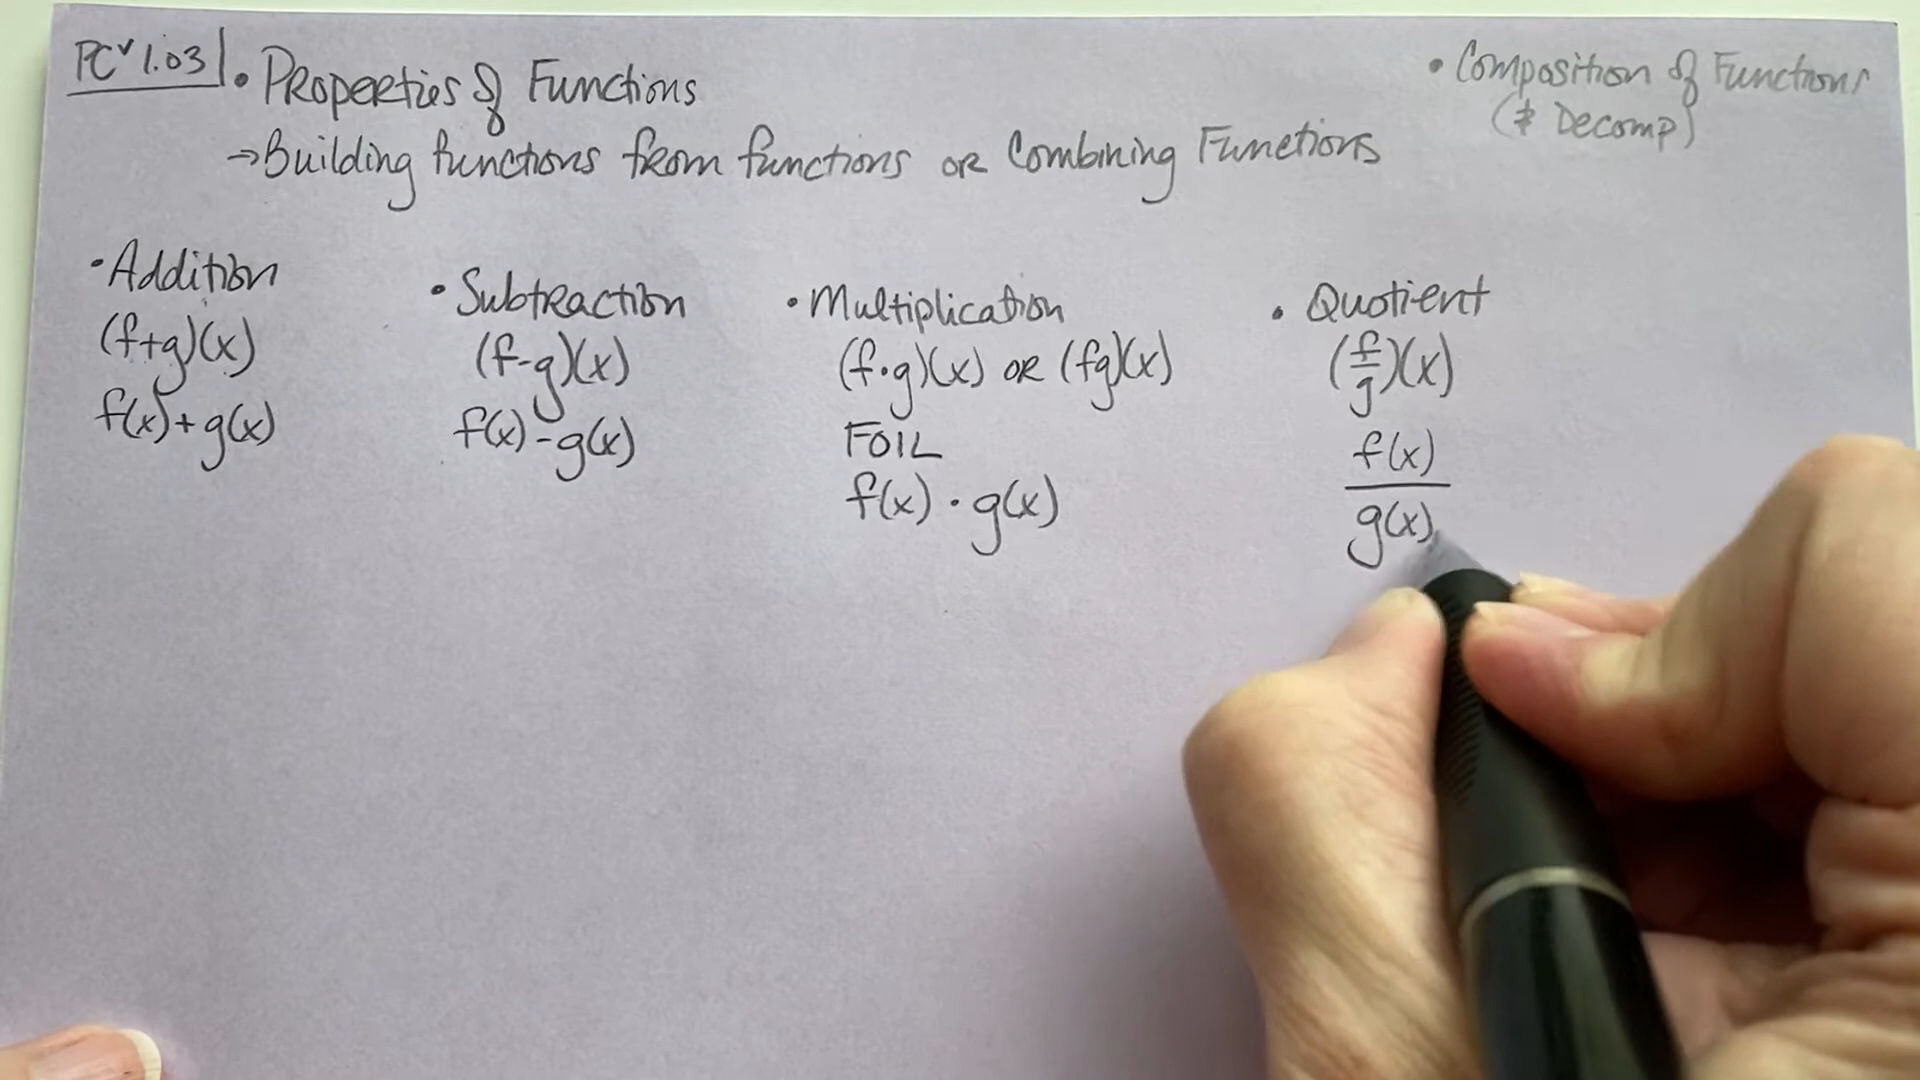 PCv 1.03
• Properties of Functions
→ Building functions from functions or Combining Functions
• Composition of Functions
(& Decomp)
• Addition
(f+g)(x)
f(x)+g(x)
• Subtraction
(f-g)(x)
f(x)-g(x)
• Multiplication
(f•g)(x) OR (fg)(x)
FOIL
f(x) · g(x)
• Quotient
(f/g)(x)
f(x)
g(x)